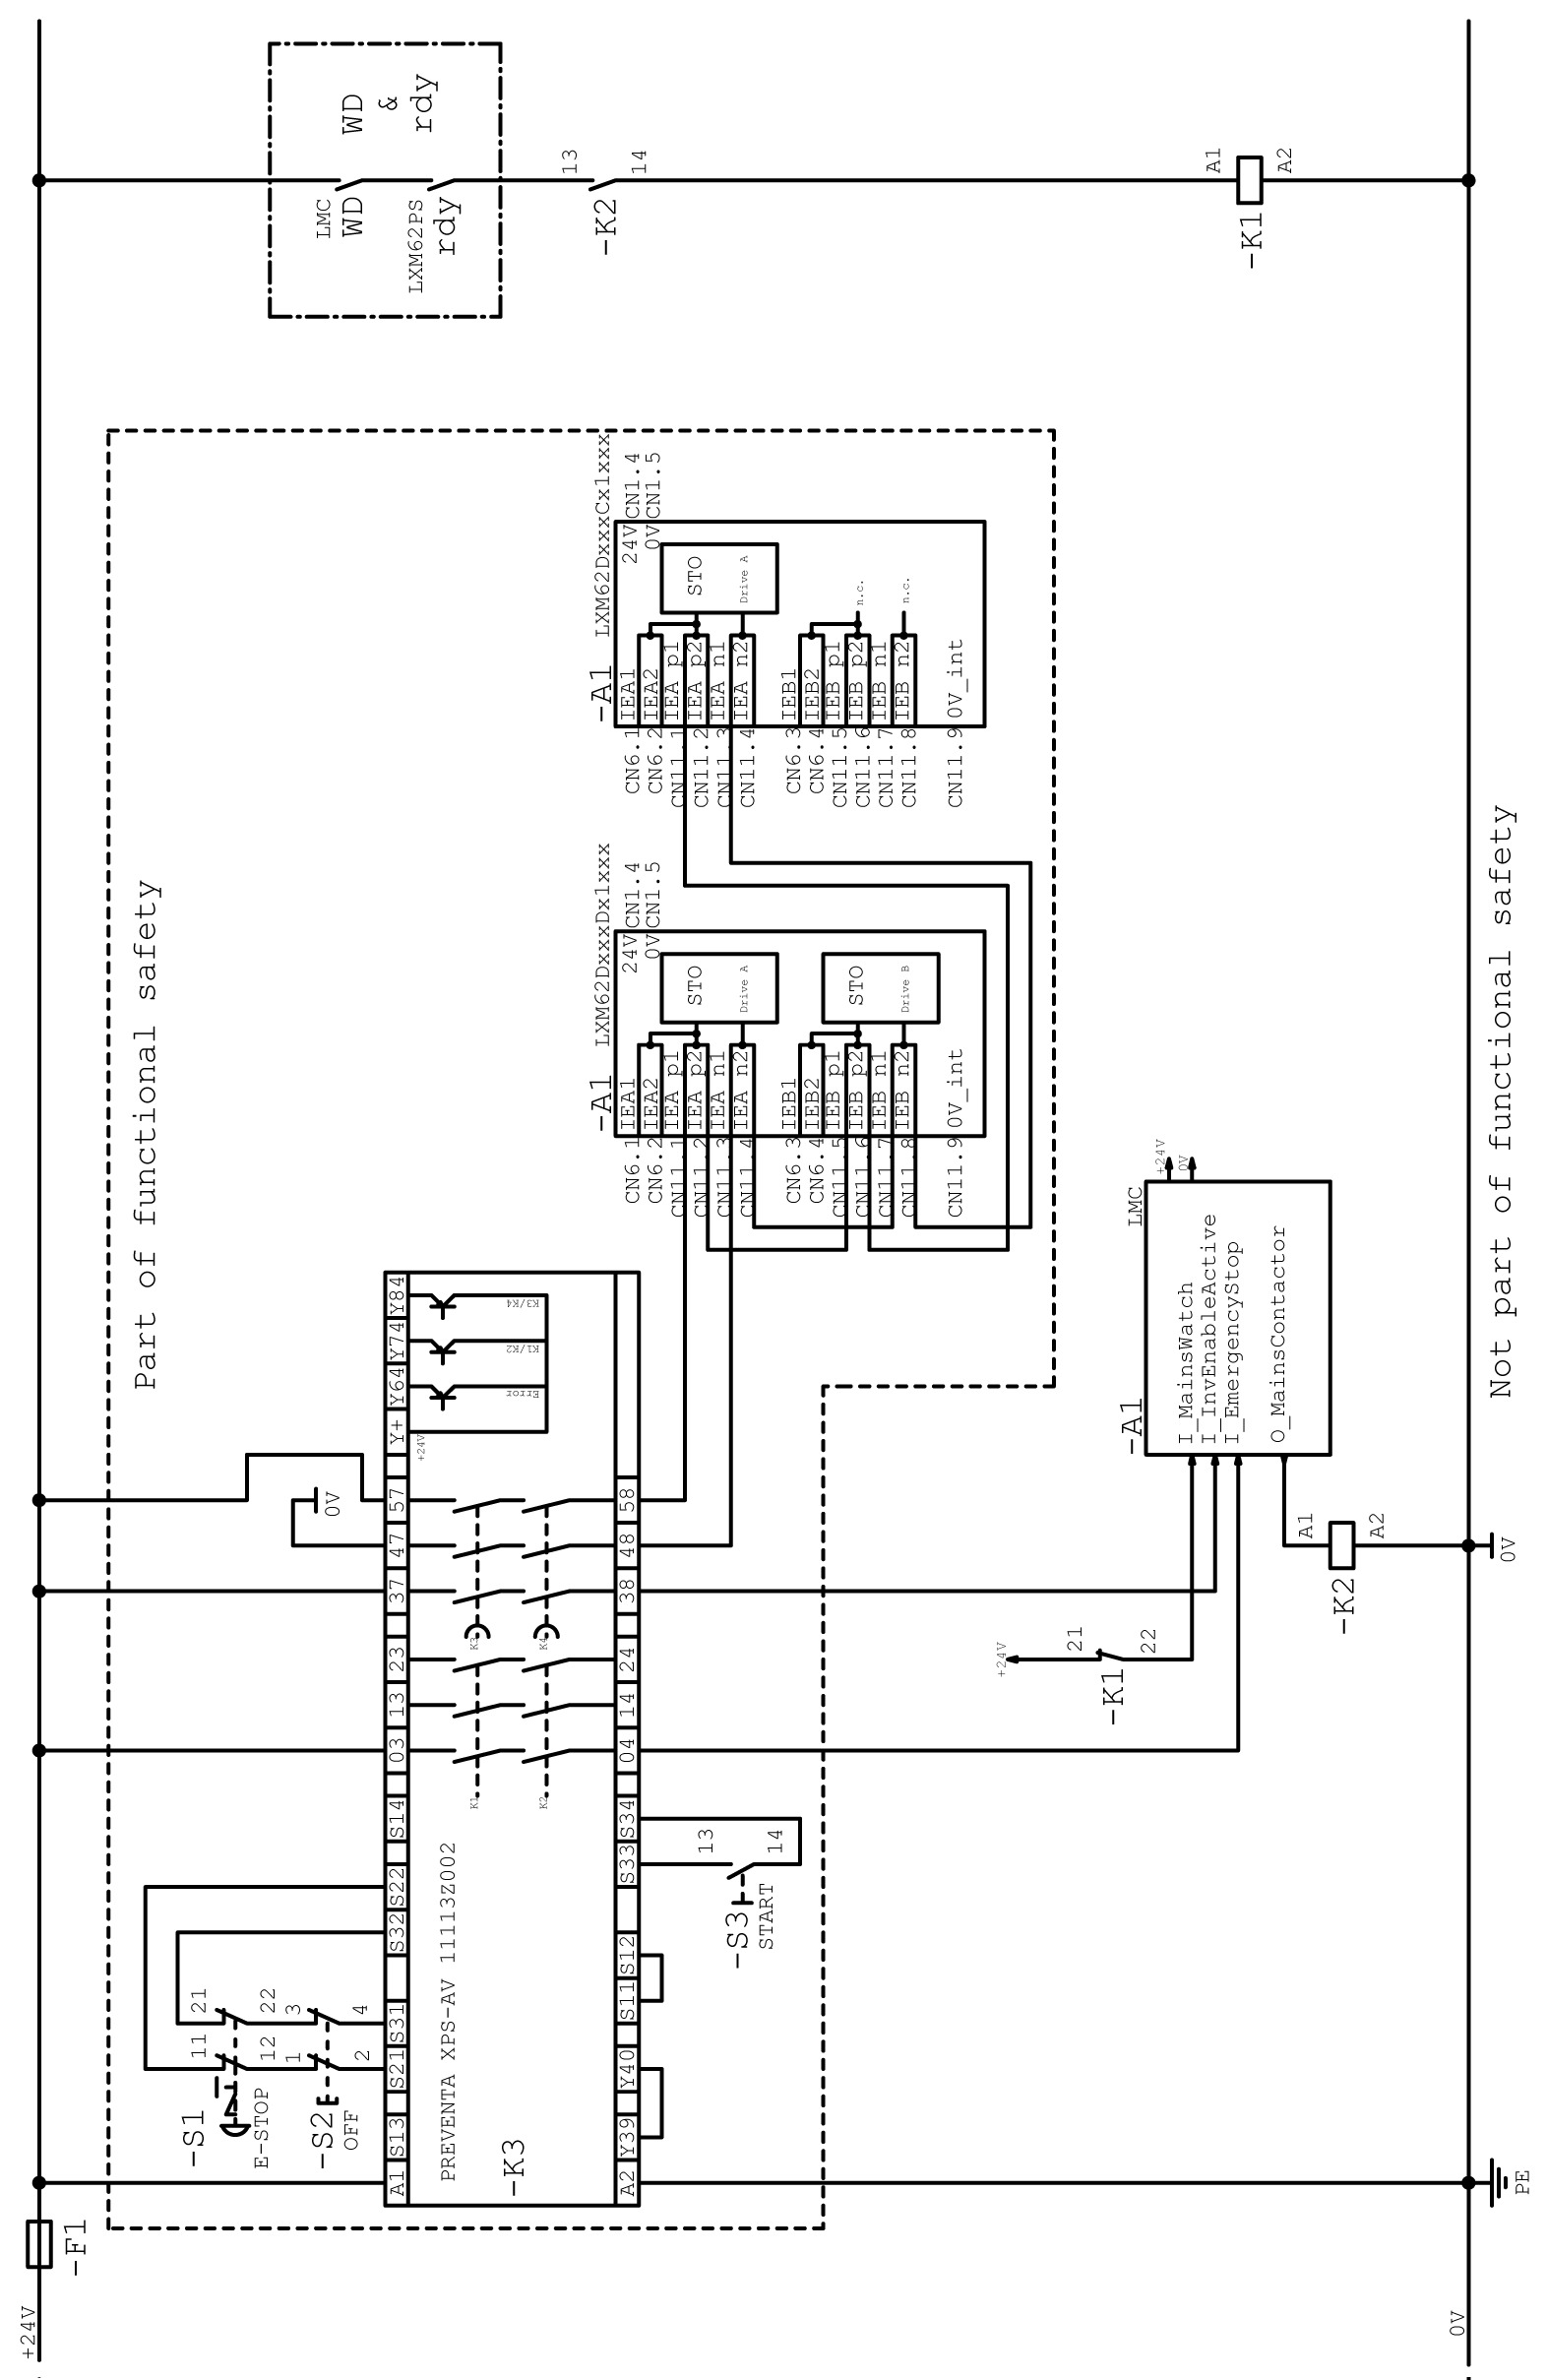 +24V
-F1
Part of functional safety
-S1
E-STOP
11
12
21
22
-S2
OFF
1
2
3
4
A1
S13
S21
S31
S32
S22
S14
03
13
23
37
47
57
Y+
Y64
Y74
Y84
0V
+24V
Error
K1/K2
K3/K4
PREVENTA XPS-AV 11113Z002
-K3
K1
K2
K3
K4
A2
Y39
Y40
S11
S12
S33
S34
04
14
24
38
48
58
-S3
START
13
14
-A1
LXM62DxxxDx1xxx
24V
CN1.4
0V
CN1.5
CN6.1
IEA1
CN6.2
IEA2
CN11.1
IEA p1
CN11.2
IEA p2
CN11.3
IEA n1
CN11.4
IEA n2
STO
Drive A
CN6.3
IEB1
CN6.4
IEB2
CN11.5
IEB p1
CN11.6
IEB p2
CN11.7
IEB n1
CN11.8
IEB n2
STO
Drive B
CN11.9
0V_int
-A1
LXM62DxxxCx1xxx
24V
CN1.4
0V
CN1.5
CN6.1
IEA1
CN6.2
IEA2
CN11.1
IEA p1
CN11.2
IEA p2
CN11.3
IEA n1
CN11.4
IEA n2
STO
Drive A
CN6.3
IEB1
CN6.4
IEB2
CN11.5
IEB p1
CN11.6
IEB p2
CN11.7
IEB n1
CN11.8
IEB n2
n.c.
n.c.
CN11.9
0V_int
LMC
WD
LXM62PS
rdy
WD
&
rdy
-K2
13
14
-K1
A1
A2
+24V
-K1
21
22
-A1
LMC
+24V
0V
I_MainsWatch
I_InvEnableActive
I_EmergencyStop
O_MainsContactor
-K2
A1
A2
0V
Not part of functional safety
0V
PE